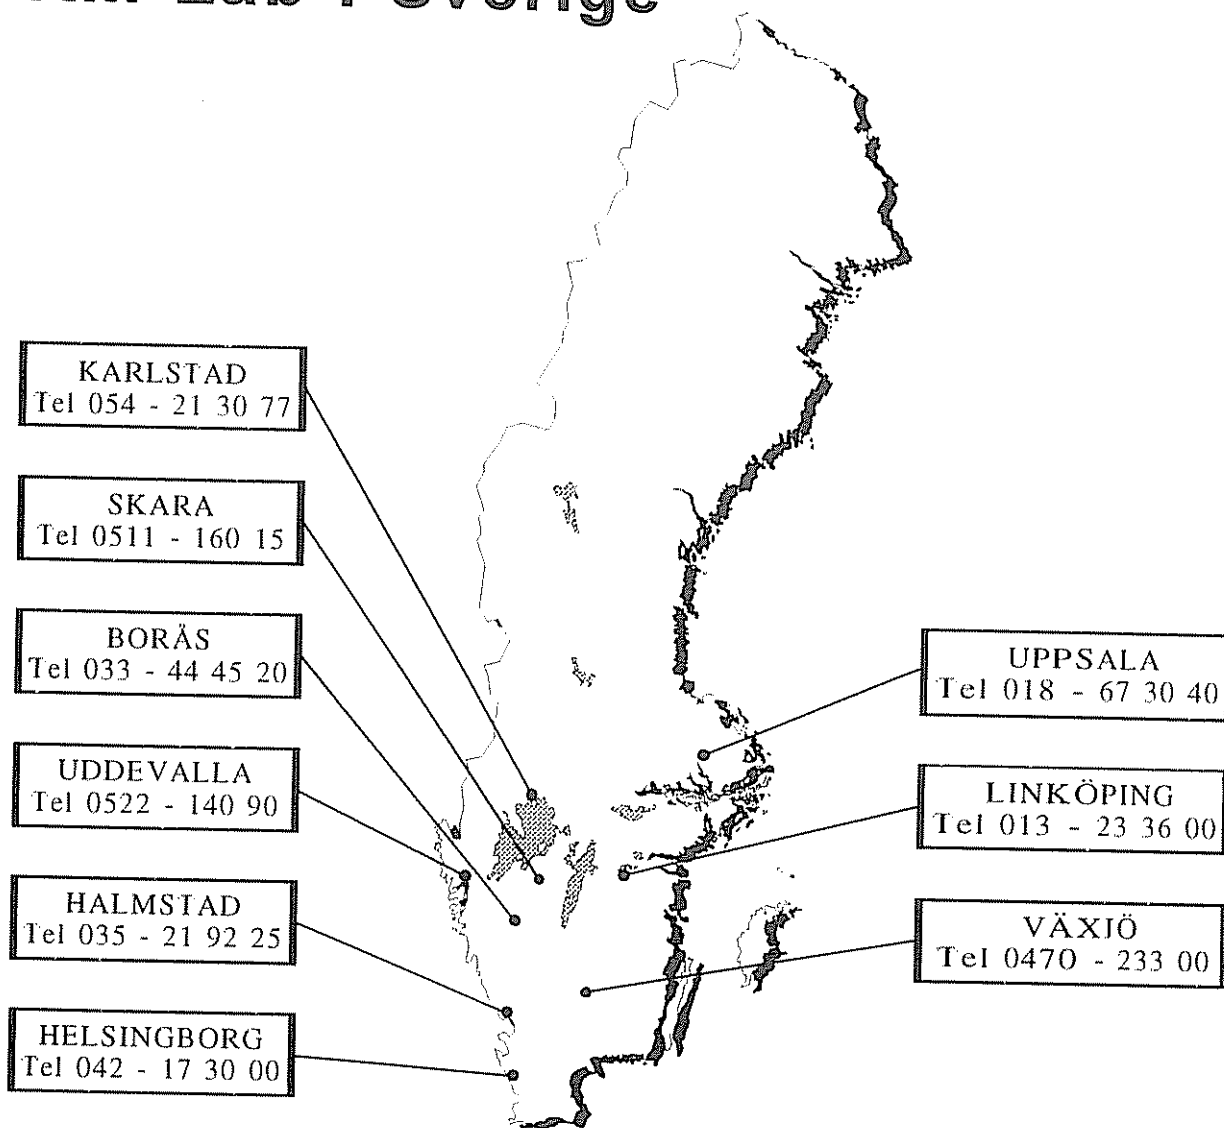 Lab i Sverige
KARLSTAD
Tel 054 - 21 30 77
SKARA
Tel 0511 - 160 15
BORÅS
Tel 033 - 44 45 20
UDDEVALLA
Tel 0522 - 140 90
HALMSTAD
Tel 035 - 21 92 25
HELSINGBORG
Tel 042 - 17 30 00
UPPSALA
Tel 018 - 67 30 40
LINKÖPING
Tel 013 - 23 36 00
VÄXJÖ
Tel 0470 - 233 00